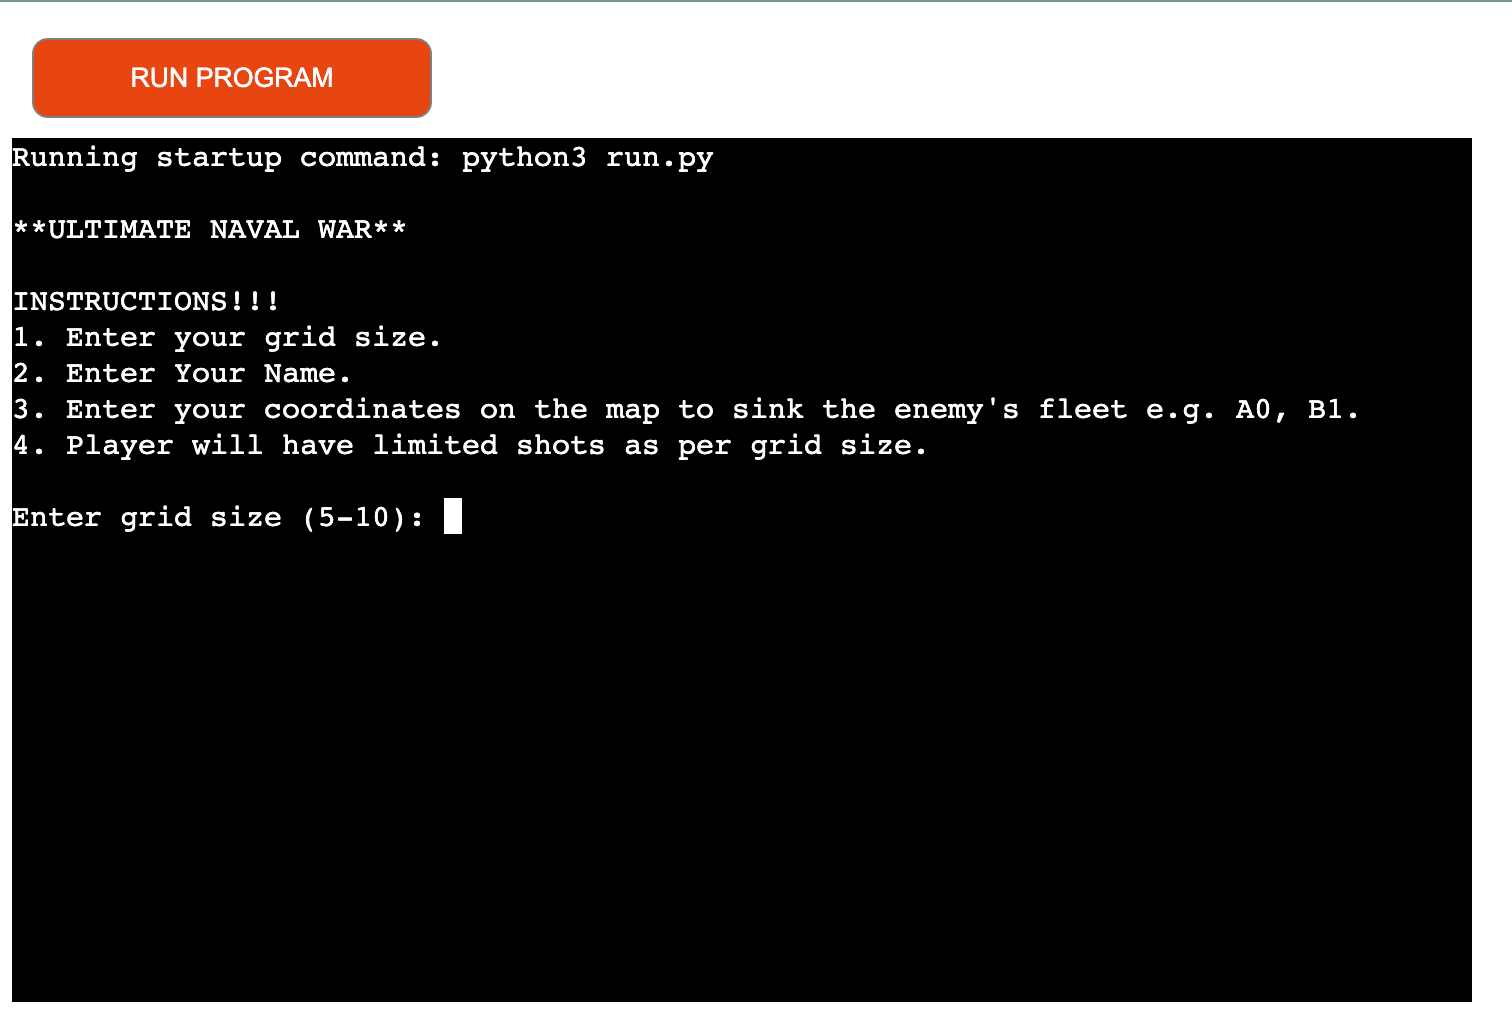 RUN PROGRAM
Running startup command: python3 run.py
**ULTIMATE NAVAL WAR**
INSTRUCTIONS!!!
1. Enter your grid size.
2. Enter Your Name.
3. Enter your coordinates on the map to sink the enemy's fleet e.g. A0, B1.
4. Player will have limited shots as per grid size.
Enter grid size (5-10):